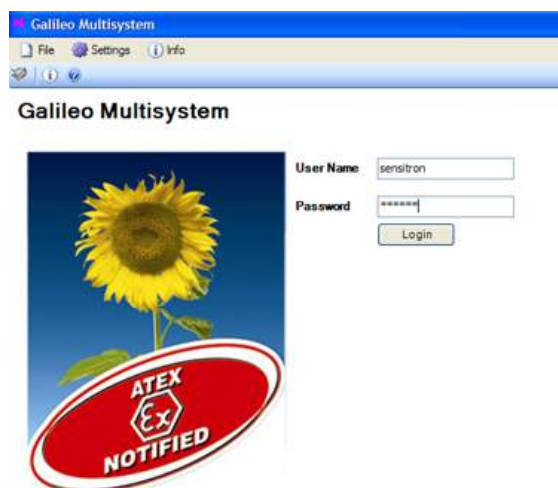 Galileo Multisystem
File Settings Info
Galileo Multisystem
User Name sensitron
Password ******
Login
ATEX
Ex
NOTIFIED